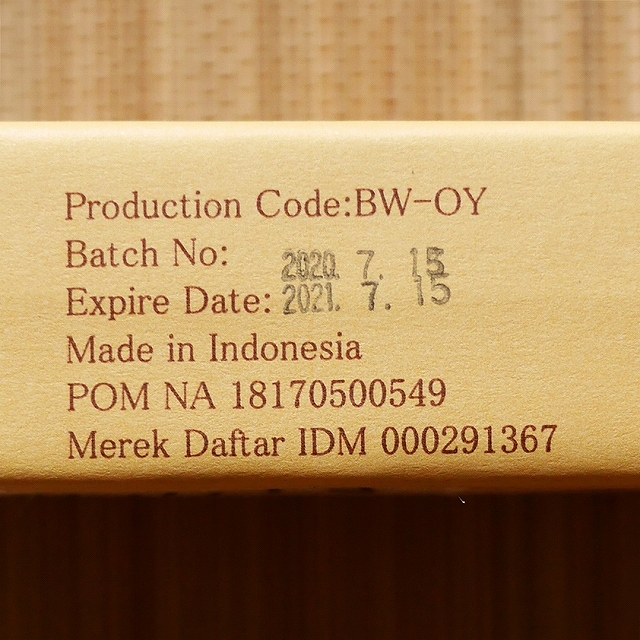 Production Code:BW-OY
Batch No: 2020. 7. 15
Expire Date: 2021. 7. 15
Made in Indonesia
POM NA 18170500549
Merek Daftar IDM 000291367